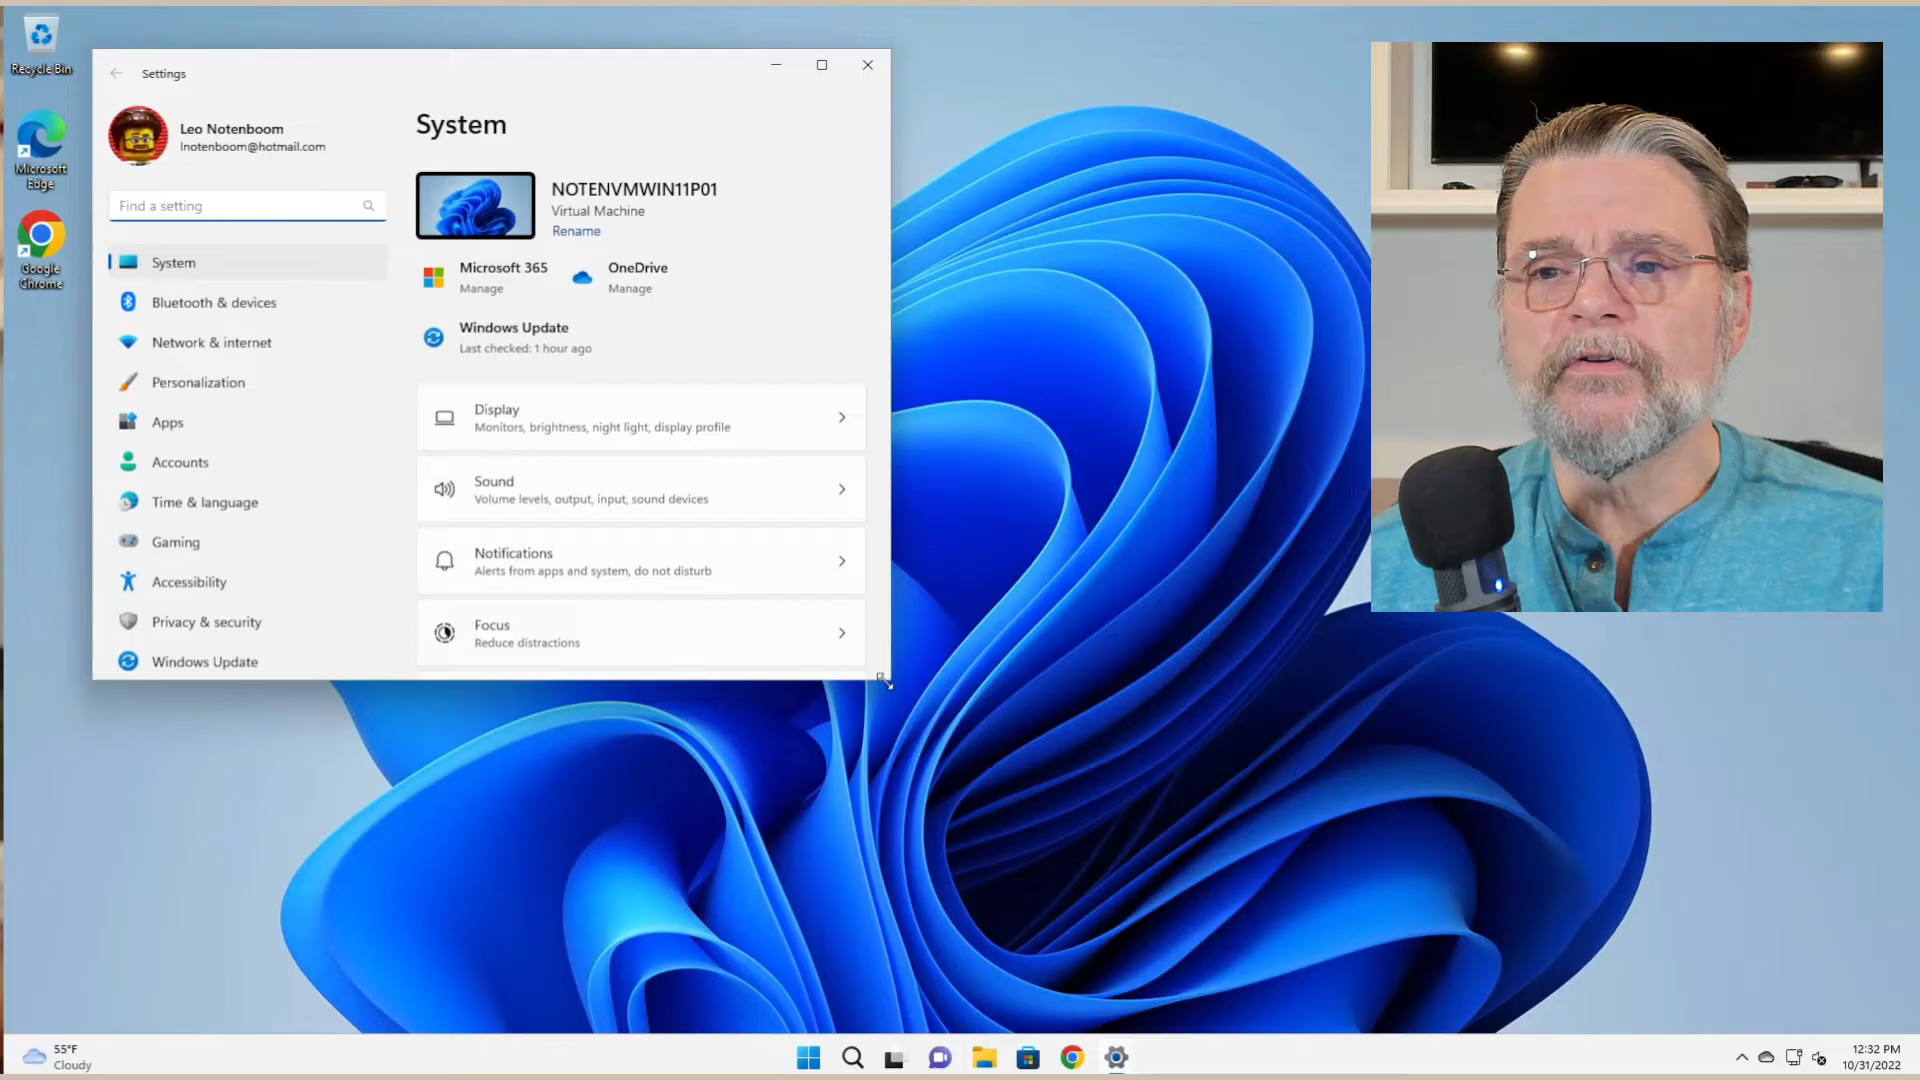 Recycle Bin
Microsoft
Edge
Google
Chrome
Settings
Leo Notenboom
lnotenboom@hotmail.com
Find a setting
System
Bluetooth & devices
Network & internet
Personalization
Apps
Accounts
Time & language
Gaming
Accessibility
Privacy & security
Windows Update
System
NOTENVMWIN11P01
Virtual Machine
Rename
Microsoft 365
Manage
OneDrive
Manage
Windows Update
Last checked: 1 hour ago
Display
Monitors, brightness, night light, display profile
Sound
Volume levels, output, input, sound devices
Notifications
Alerts from apps and system, do not disturb
Focus
Reduce distractions
55°F
Cloudy
12:32 PM
10/31/2022